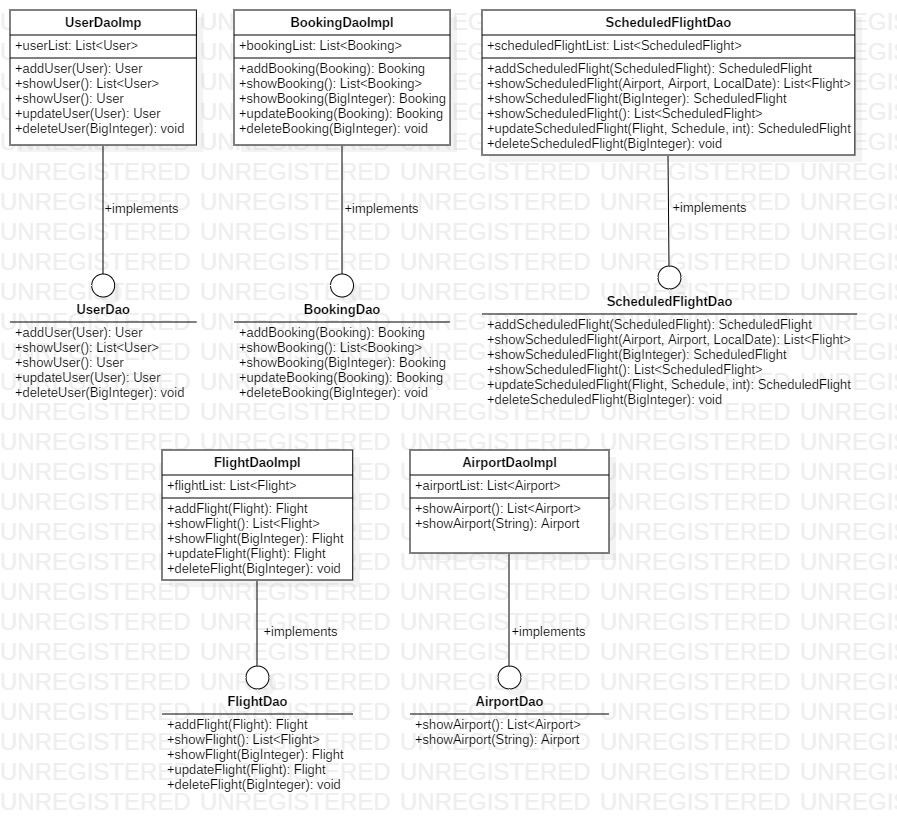 UserDaoImp
+userList: List<User>
+addUser(User): User
+showUser(): List<User>
+showUser(): User
+updateUser(User): User
+deleteUser(BigInteger): void
BookingDaoImpl
+bookingList: List<Booking>
+addBooking(Booking): Booking
+showBooking(): List<Booking>
+showBooking(BigInteger): Booking
+updateBooking(Booking): Booking
+deleteBooking(BigInteger): void
ScheduledFlightDao
+scheduledFlightList: List<ScheduledFlight>
+addScheduledFlight(ScheduledFlight): ScheduledFlight
+showScheduledFlight(Airport, Airport, LocalDate): List<Flight>
+showScheduledFlight(BigInteger): ScheduledFlight
+showScheduledFlight(): List<ScheduledFlight>
+updateScheduledFlight(Flight, Schedule, int): ScheduledFlight
+deleteScheduledFlight(BigInteger): void
+implements
+implements
+implements
UserDao
+addUser(User): User
+showUser(): List<User>
+showUser(): User
+updateUser(User): User
+deleteUser(BigInteger): void
BookingDao
+addBooking(Booking): Booking
+showBooking(): List<Booking>
+showBooking(BigInteger): Booking
+updateBooking(Booking): Booking
+deleteBooking(BigInteger): void
ScheduledFlightDao
+addScheduledFlight(ScheduledFlight): ScheduledFlight
+showScheduledFlight(Airport, Airport, LocalDate): List<Flight>
+showScheduledFlight(BigInteger): ScheduledFlight
+showScheduledFlight(): List<ScheduledFlight>
+updateScheduledFlight(Flight, Schedule, int): ScheduledFlight
+deleteScheduledFlight(BigInteger): void
FlightDaoImpl
+flightList: List<Flight>
+addFlight(Flight): Flight
+showFlight(): List<Flight>
+showFlight(BigInteger): Flight
+updateFlight(Flight): Flight
+deleteFlight(BigInteger): void
AirportDaoImpl
+airportList: List<Airport>
+showAirport(): List<Airport>
+showAirport(String): Airport
+implements
+implements
FlightDao
+addFlight(Flight): Flight
+showFlight(): List<Flight>
+showFlight(BigInteger): Flight
+updateFlight(Flight): Flight
+deleteFlight(BigInteger): void
AirportDao
+showAirport(): List<Airport>
+showAirport(String): Airport
UNREGISTERED